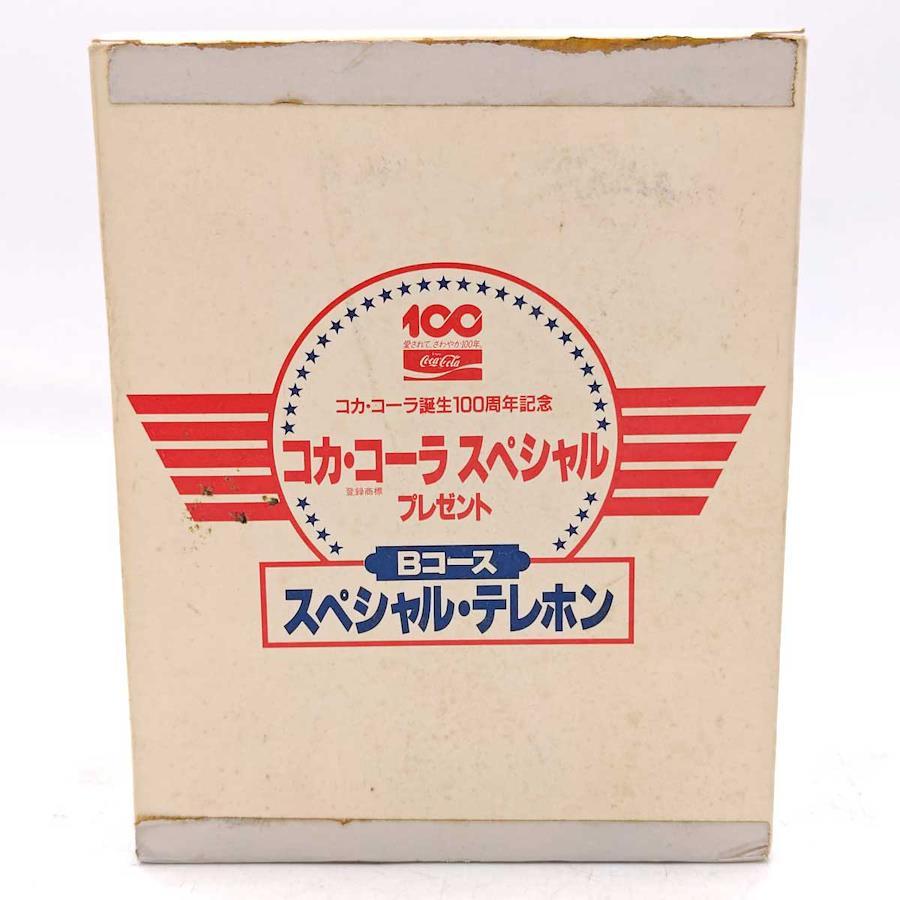 100
愛されて、さわやか100年。
Enjoy
Coca-Cola
コカ・コーラ誕生100周年記念
コカ・コーラ スペシャル
登録商標
プレゼント
Bコース
スペシャル・テレホン